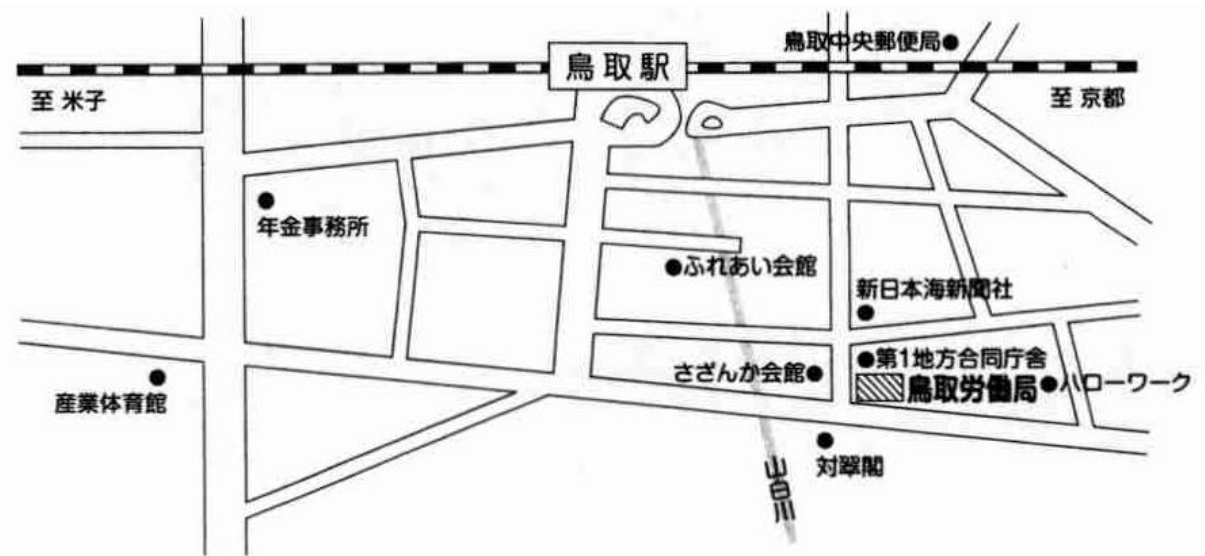 鳥取中央郵便局
鳥取駅
至 米子
至 京都
年金事務所
ふれあい会館
新日本海新聞社
さざんか会館
第1地方合同庁舎
鳥取労働局
ハローワーク
産業体育館
対翠閣
山白川